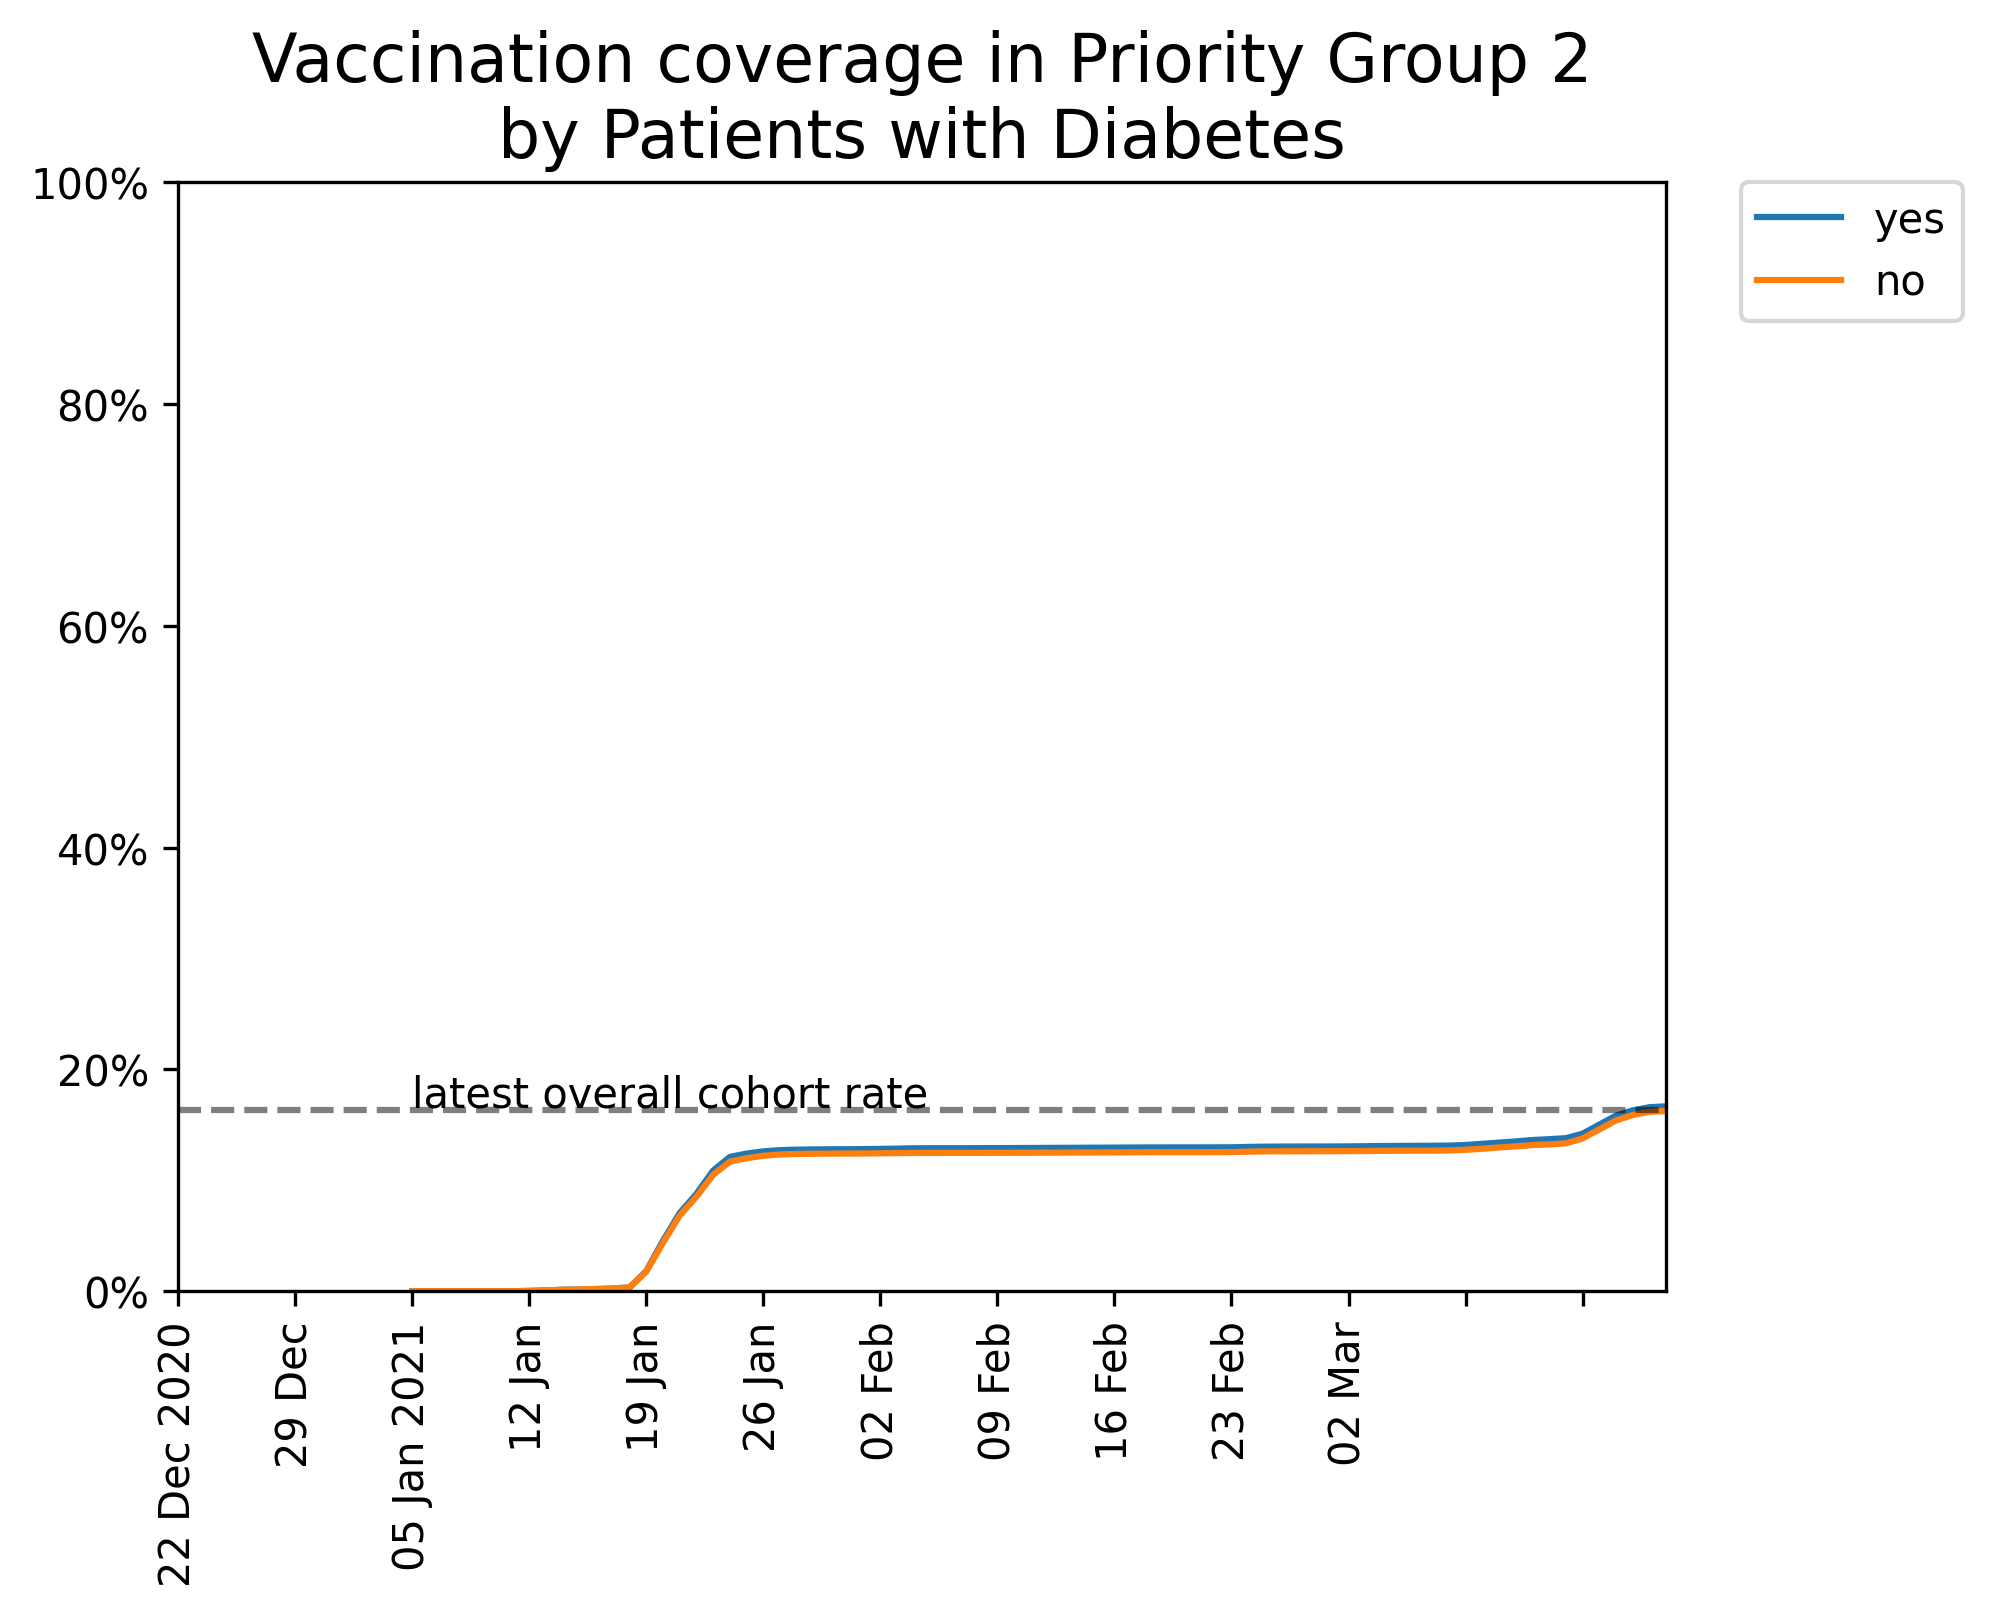 Vaccination coverage in Priority Group 2
by Patients with Diabetes
100%
80%
60%
40%
20%
0%
yes
no
latest overall cohort rate
22 Dec 2020
29 Dec
05 Jan 2021
12 Jan
19 Jan
26 Jan
02 Feb
09 Feb
16 Feb
23 Feb
02 Mar